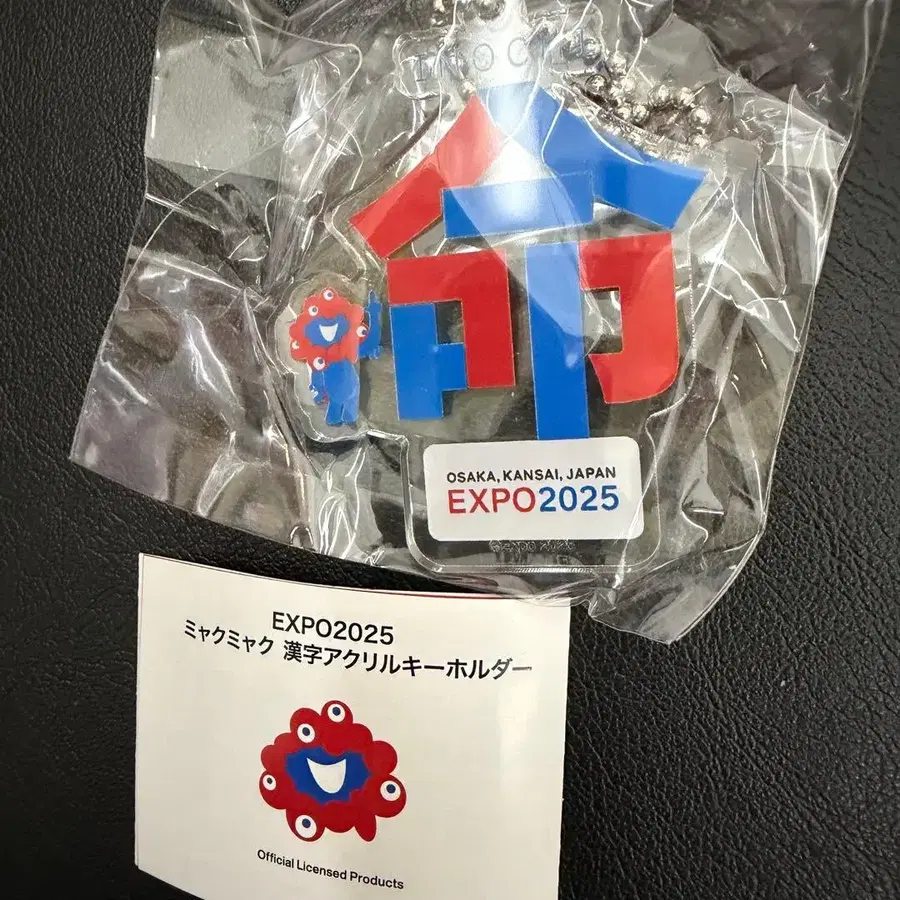 命
OSAKA, KANSAI, JAPAN
EXPO2025
EXPO2025
ミャクミャク 漢字アクリルキーホルダー
Official Licensed Products